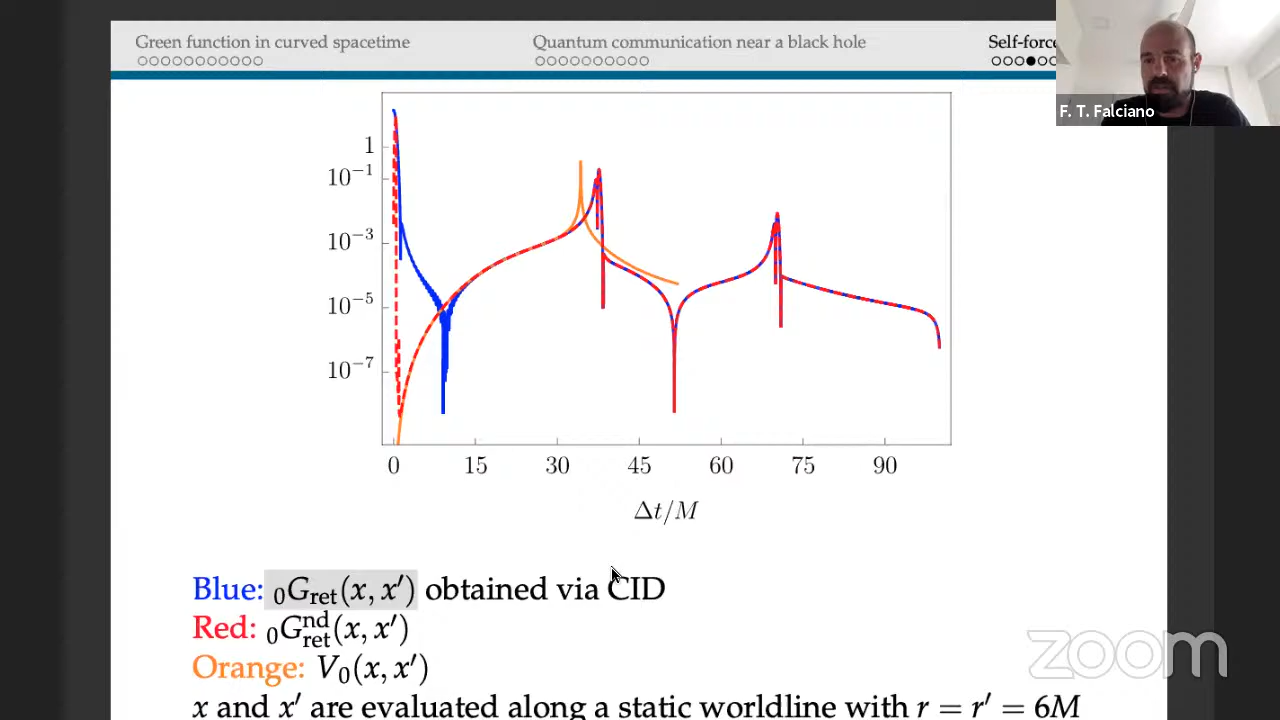 Green function in curved spacetime
Quantum communication near a black hole
Self-force
F. T. Falciano
1
10⁻¹
10⁻³
10⁻⁵
10⁻⁷
0 15 30 45 60 75 90
Δt/M
Blue: ₀G_ret(x, x′) obtained via CID
Red: ₀G^nd_ret(x, x′)
Orange: V₀(x, x′)
x and x′ are evaluated along a static worldline with r = r′ = 6M
zoom